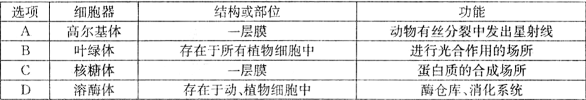 选项 细胞器 结构或部位 功能
A 高尔基体 一层膜 动物有丝分裂中发出星射线
B 叶绿体 存在于所有植物细胞中 进行光合作用的场所
C 核糖体 一层膜 蛋白质的合成场所
D 溶酶体 存在于动、植物细胞中 酶仓库、消化系统